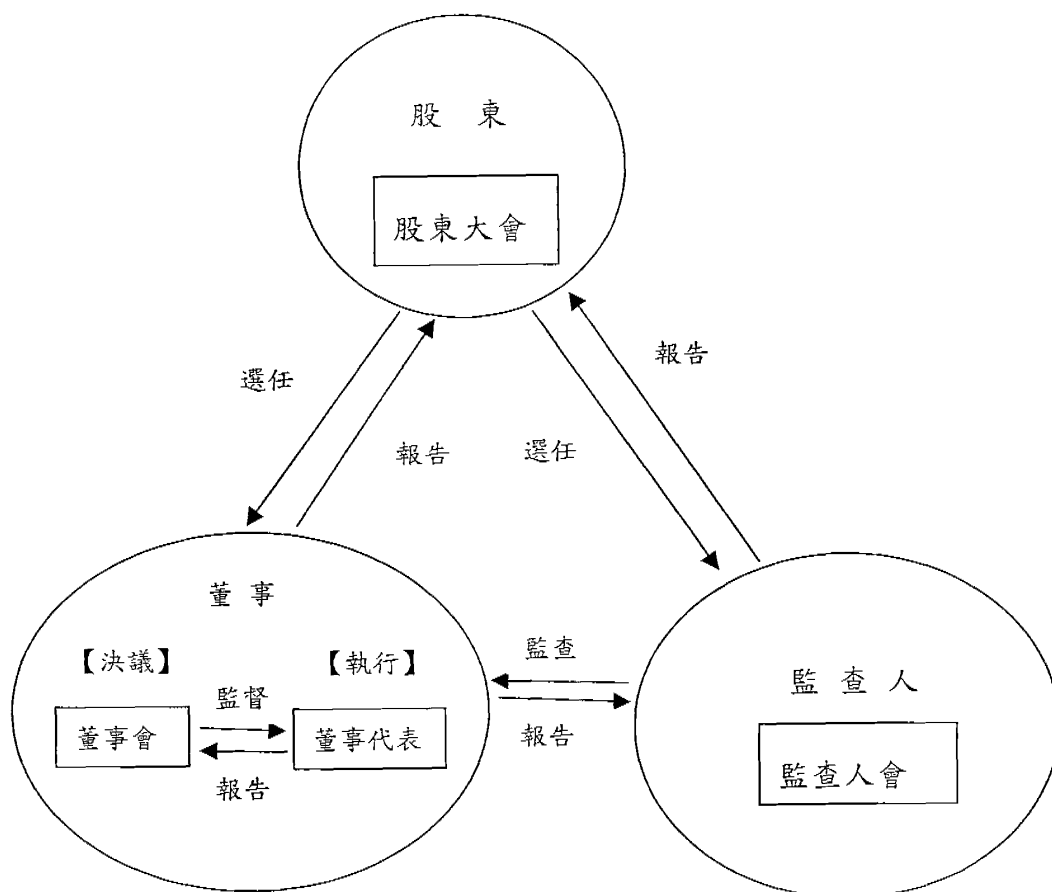 股 東
股東大會
選任
報告
報告
選任
董 事
【決議】
【執行】
監督
董事會
董事代表
報告
監查
報告
監 查 人
監查人會